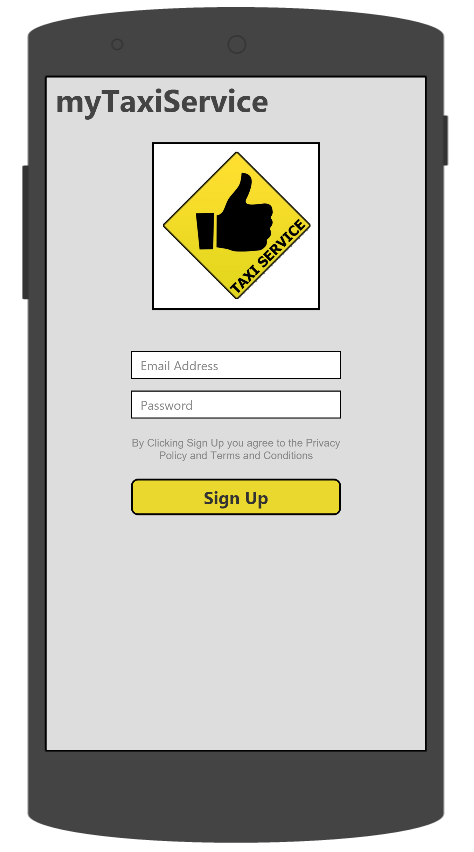 myTaxiService
TAXI SERVICE
Email Address
Password
By Clicking Sign Up you agree to the Privacy
Policy and Terms and Conditions
Sign Up